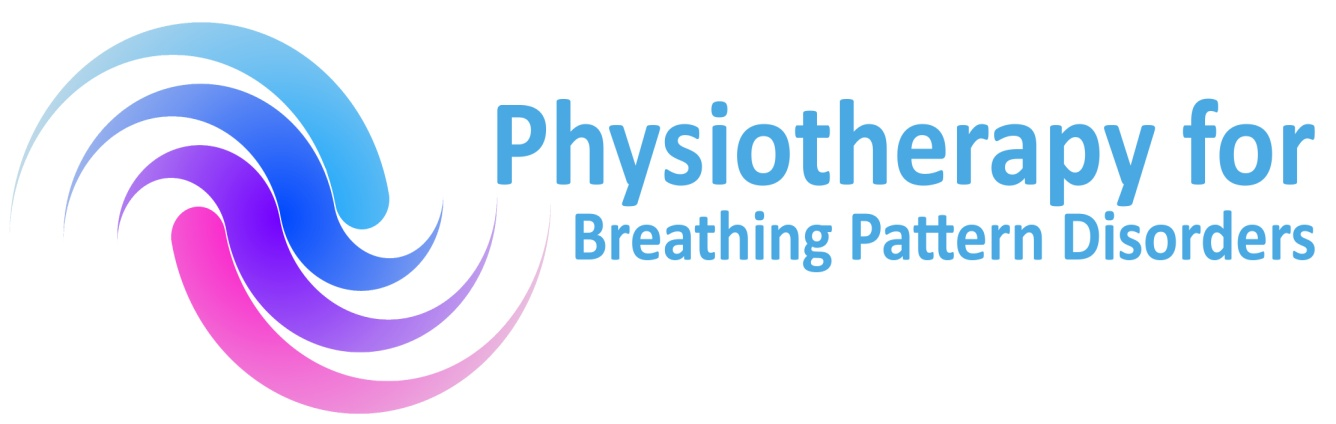 Physiotherapy for
Breathing Pattern Disorders